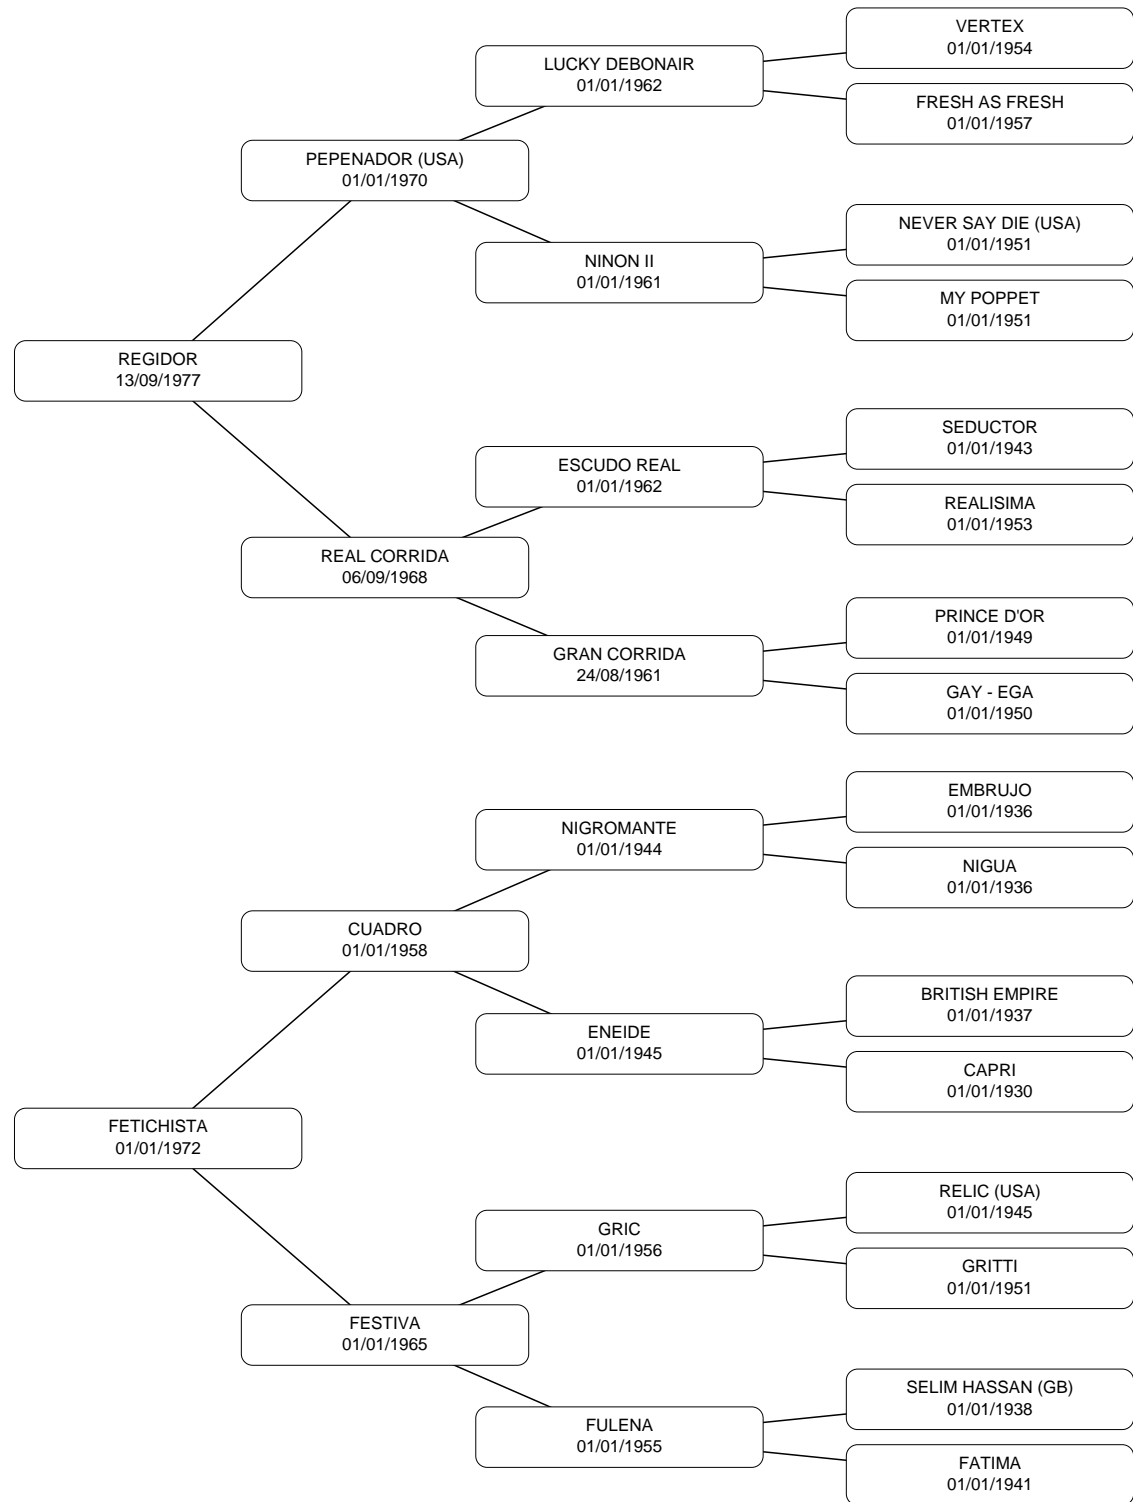 VERTEX
01/01/1954
LUCKY DEBONAIR
01/01/1962
FRESH AS FRESH
01/01/1957
PEPENADOR (USA)
01/01/1970
NEVER SAY DIE (USA)
01/01/1951
NINON II
01/01/1961
MY POPPET
01/01/1951
REGIDOR
13/09/1977
SEDUCTOR
01/01/1943
ESCUDO REAL
01/01/1962
REALISIMA
01/01/1953
REAL CORRIDA
06/09/1968
PRINCE D'OR
01/01/1949
GRAN CORRIDA
24/08/1961
GAY - EGA
01/01/1950
EMBRUJO
01/01/1936
NIGROMANTE
01/01/1944
NIGUA
01/01/1936
CUADRO
01/01/1958
BRITISH EMPIRE
01/01/1937
ENEIDE
01/01/1945
CAPRI
01/01/1930
FETICHISTA
01/01/1972
RELIC (USA)
01/01/1945
GRIC
01/01/1956
GRITTI
01/01/1951
FESTIVA
01/01/1965
SELIM HASSAN (GB)
01/01/1938
FULENA
01/01/1955
FATIMA
01/01/1941